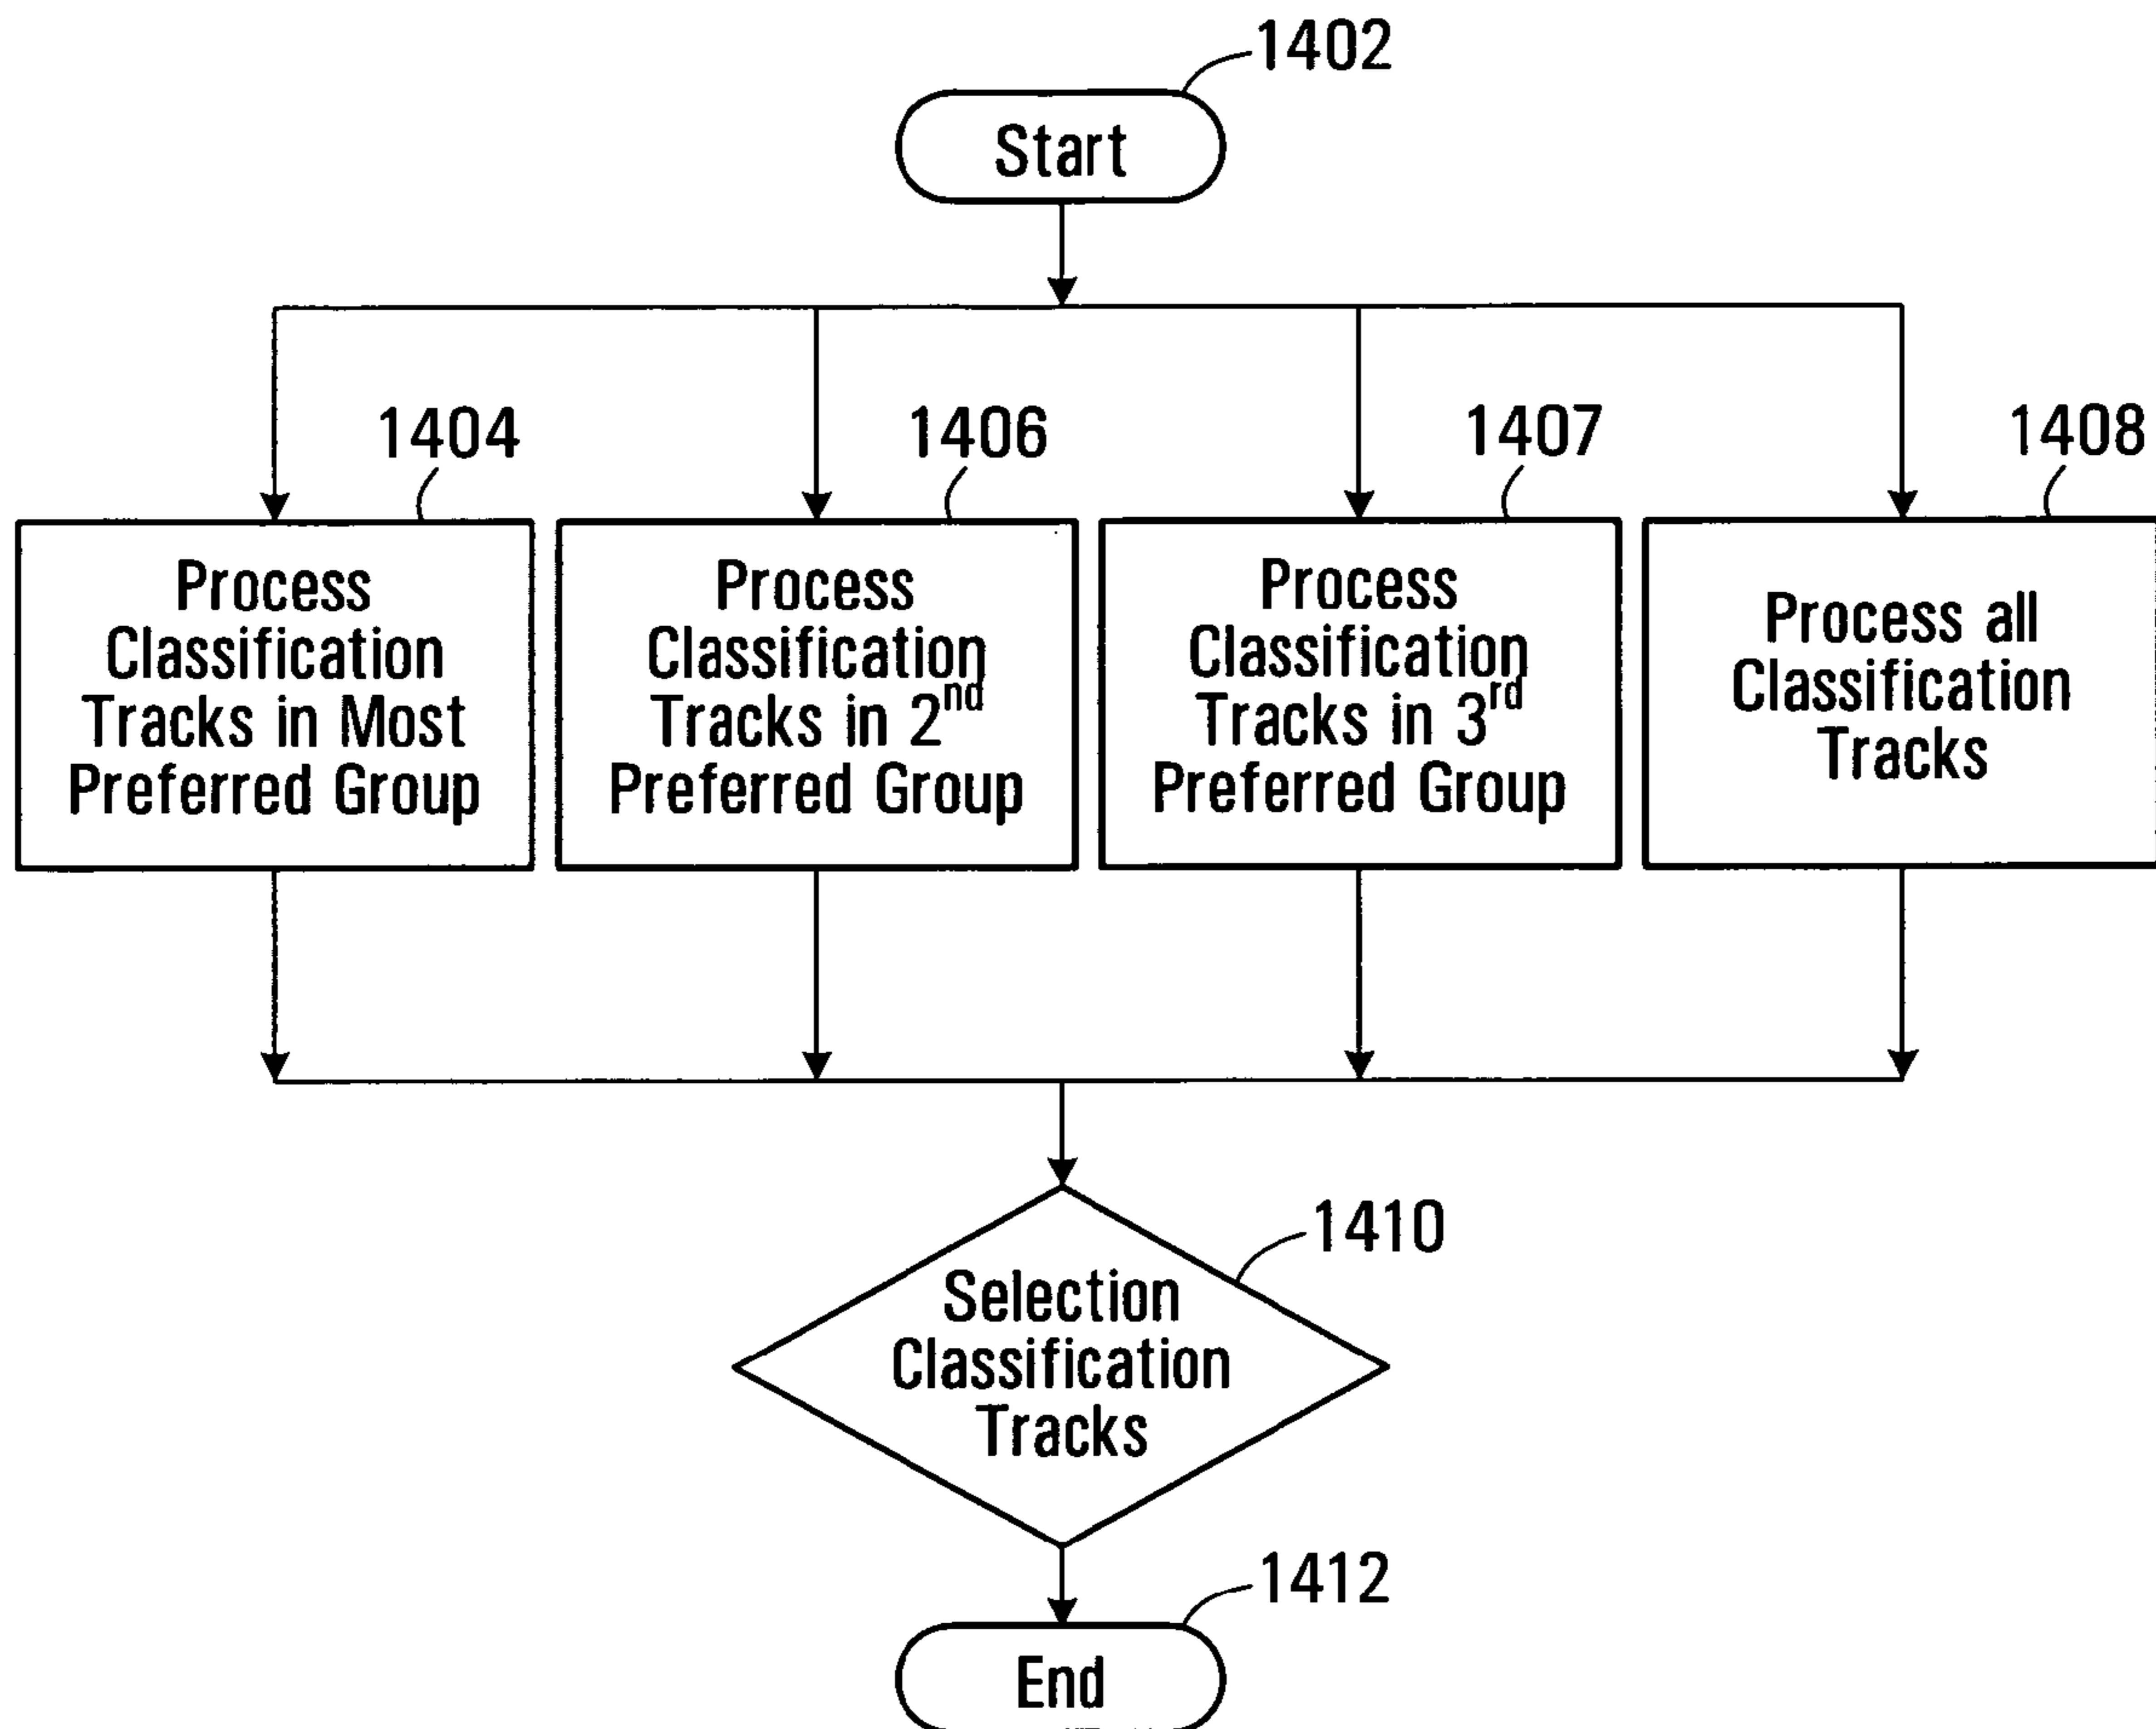 1402
Start
1404
1406
1407
1408
Process
Classification
Tracks in Most
Preferred Group
Process
Classification
Tracks in 2nd
Preferred Group
Process
Classification
Tracks in 3rd
Preferred Group
Process all
Classification
Tracks
1410
Selection
Classification
Tracks
1412
End